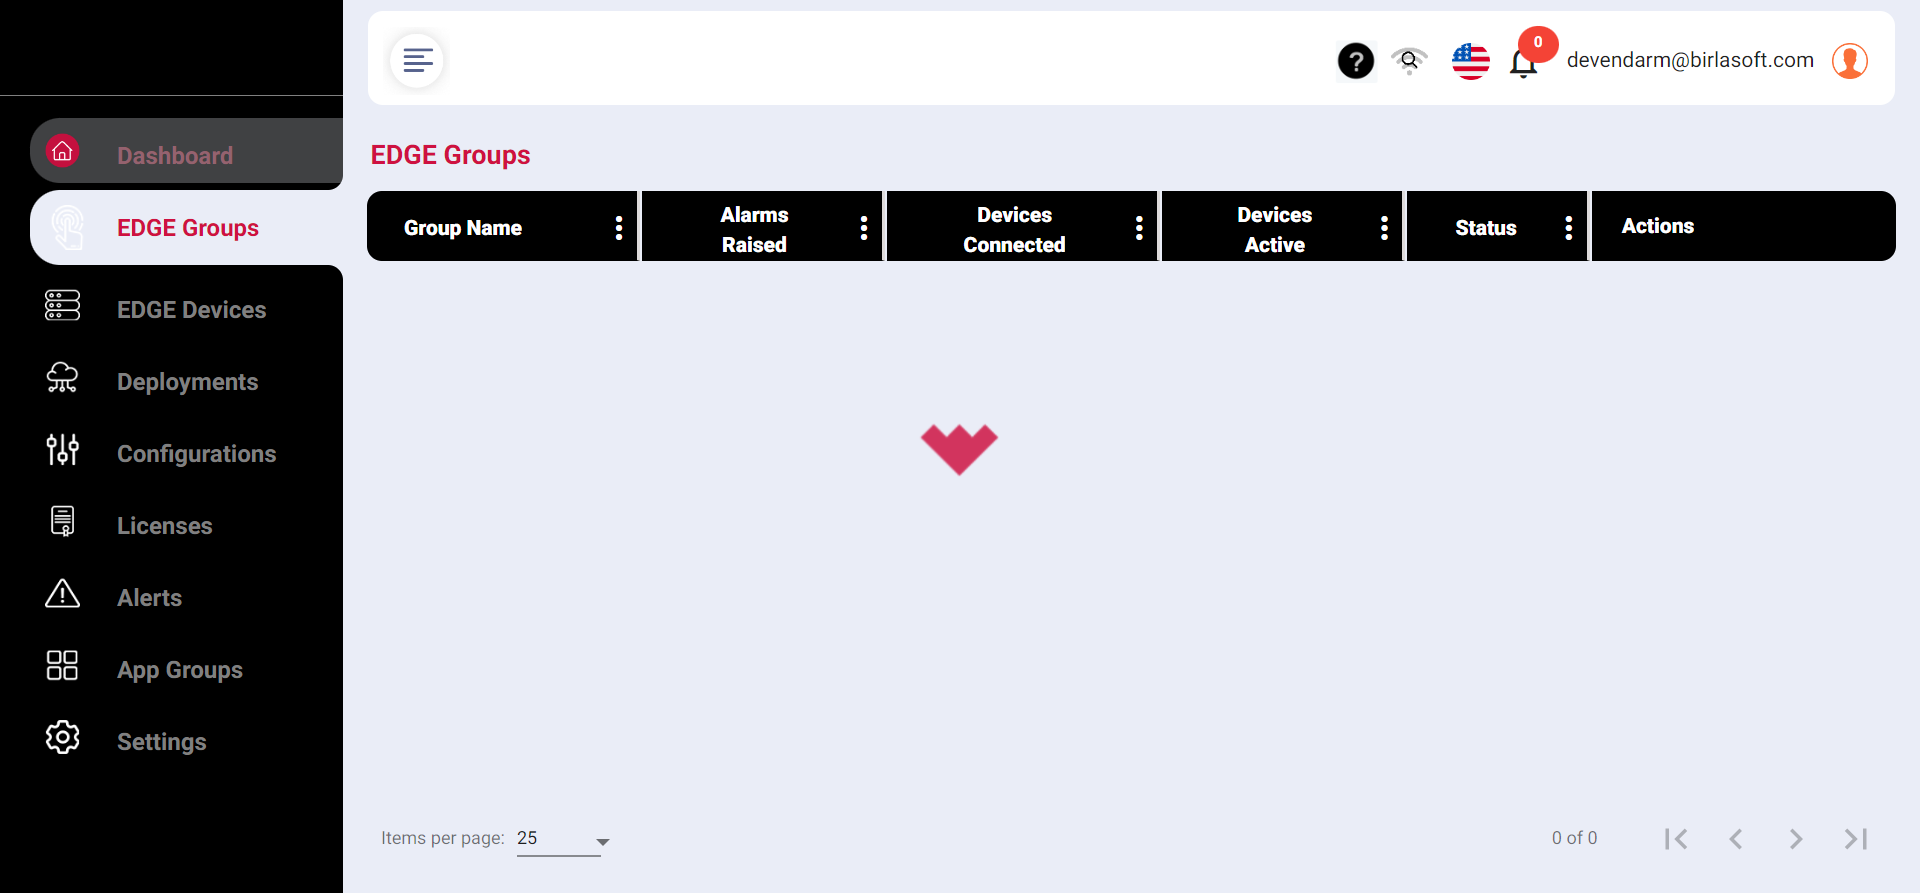 ?
0
devendarm@birlasoft.com
Dashboard
EDGE Groups
EDGE Devices
Deployments
Configurations
Licenses
Alerts
App Groups
Settings
EDGE Groups
Group Name
Alarms
Raised
Devices
Connected
Devices
Active
Status
Actions
Items per page: 25
0 of 0